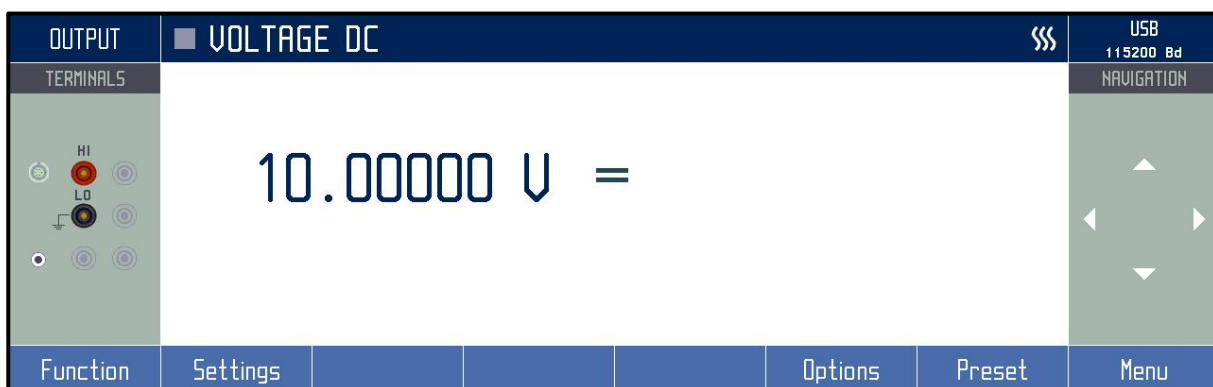 OUTPUT
VOLTAGE DC
USB
115200 Bd
TERMINALS
NAVIGATION
HI
LO
10.00000 V =
Function
Settings
Options
Preset
Menu